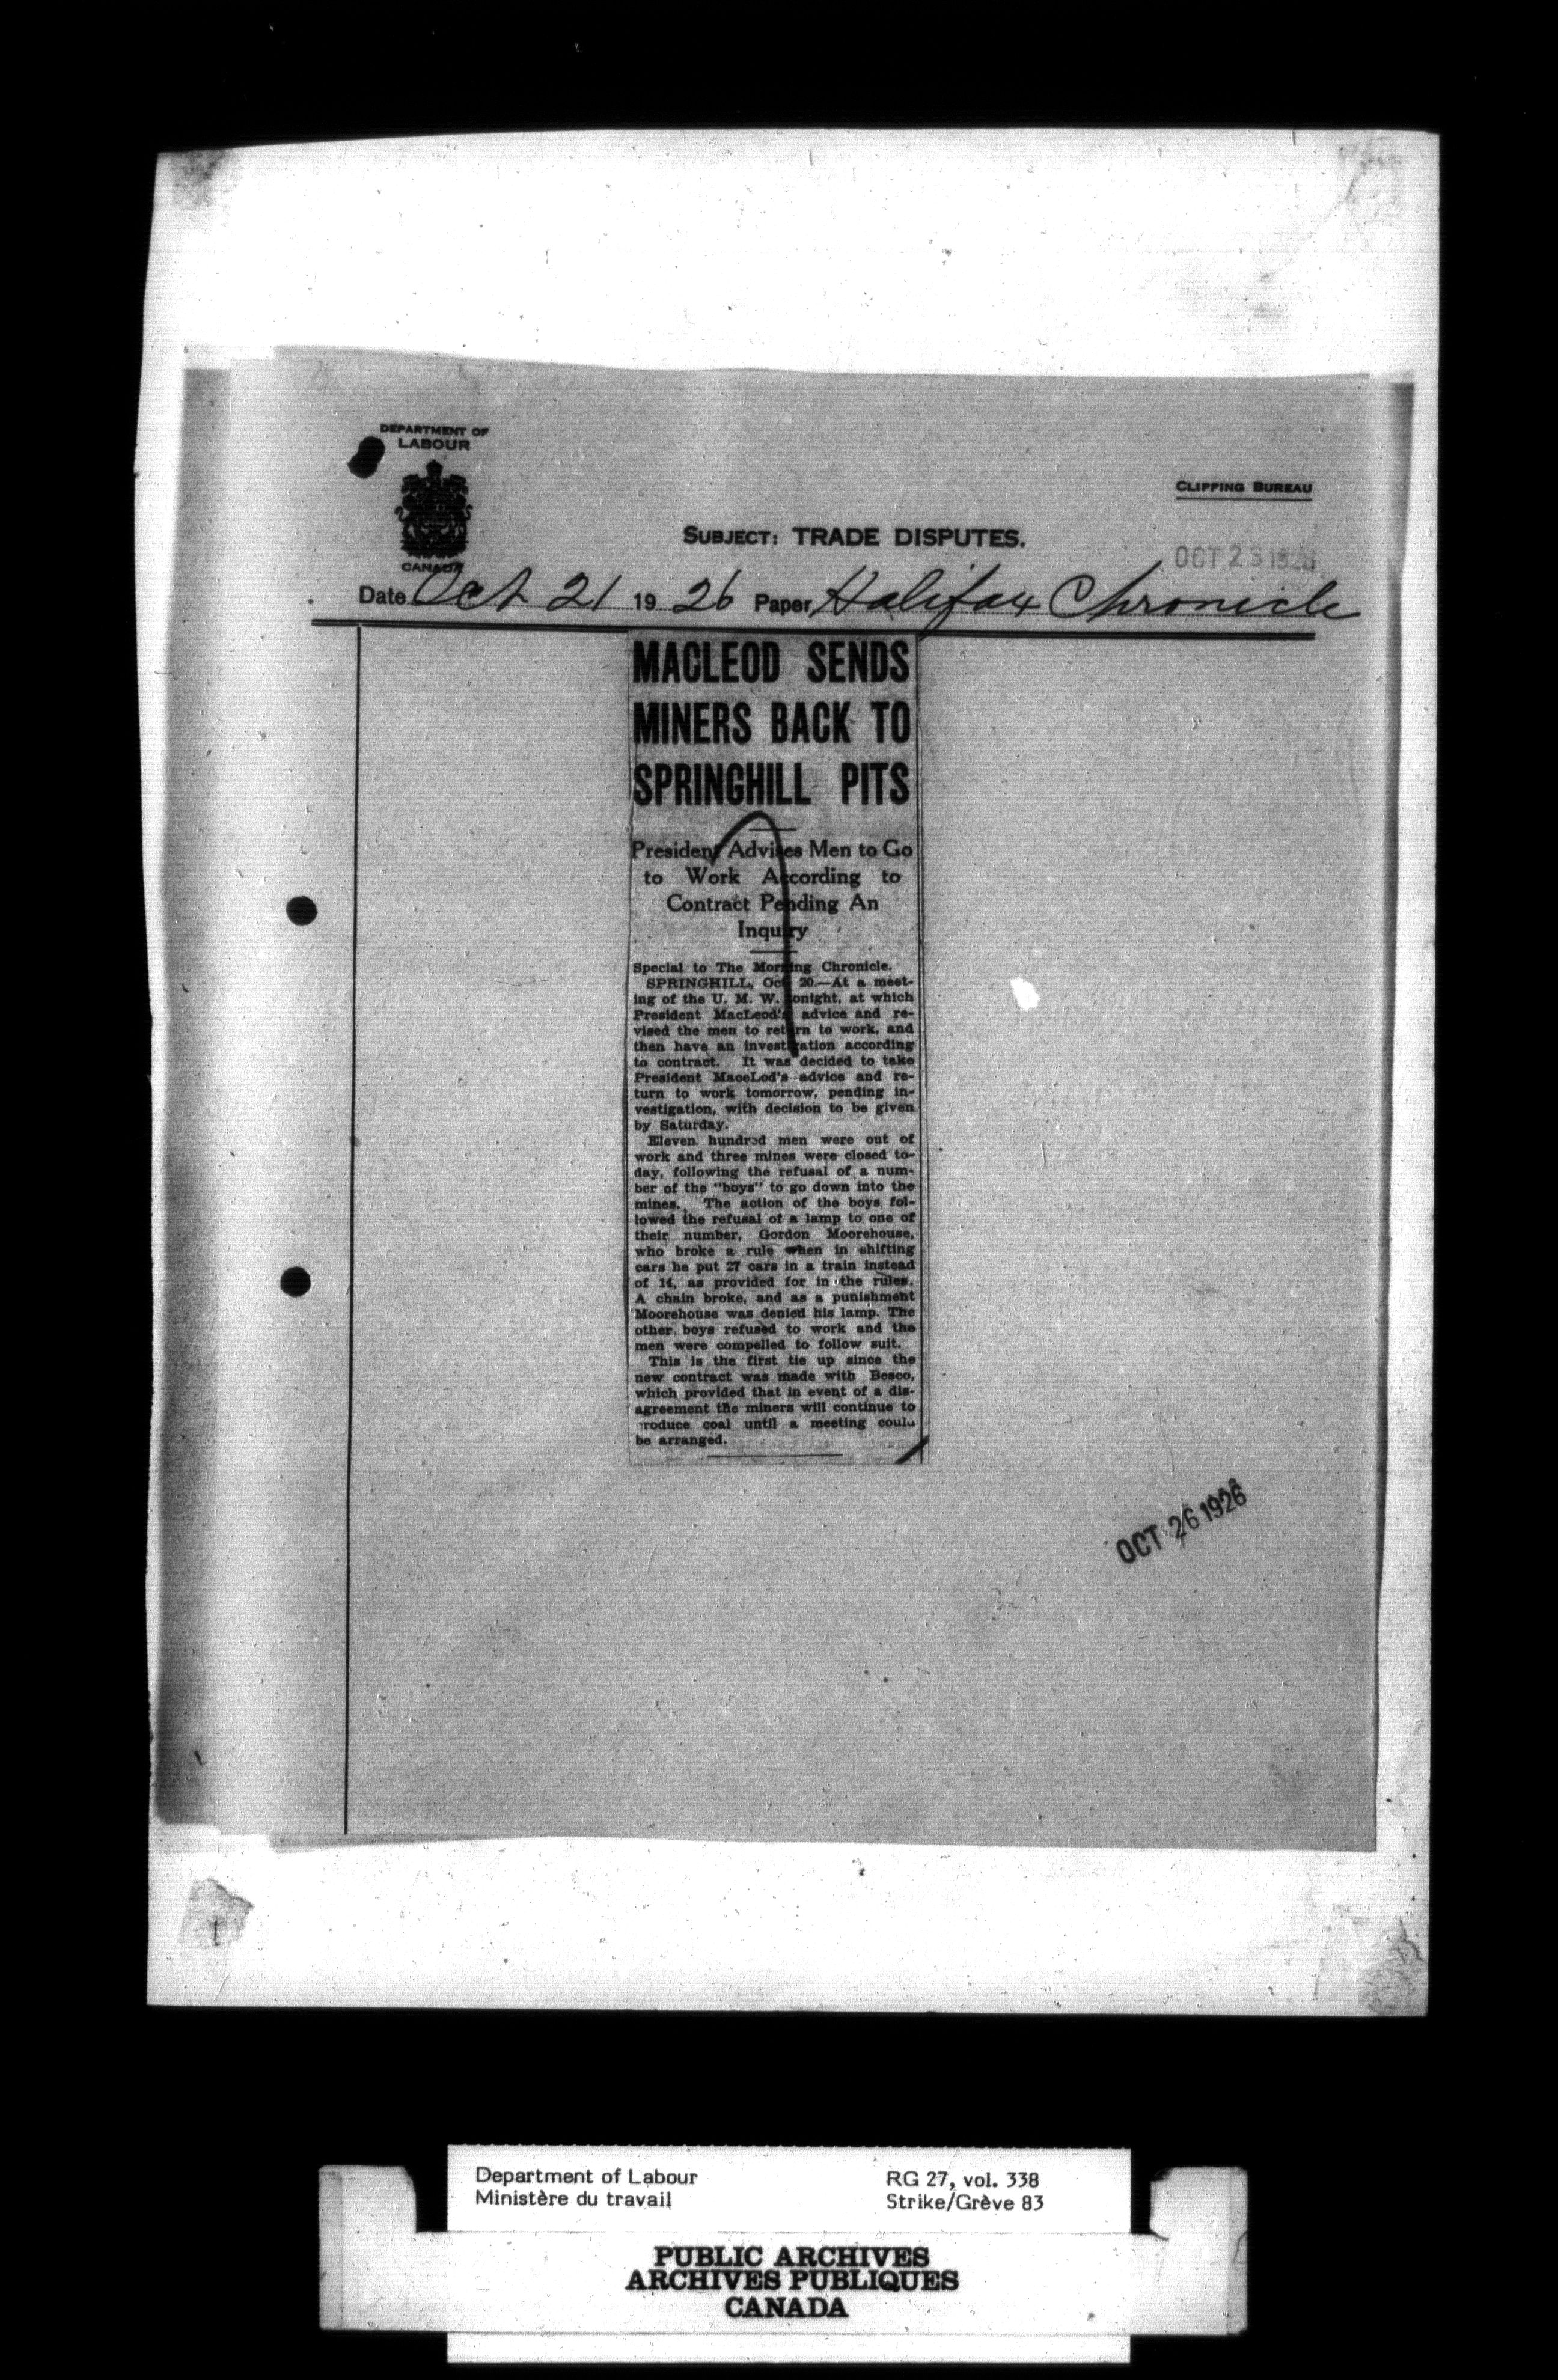 DEPARTMENT OF
LABOUR
CANADA
CLIPPING BUREAU
SUBJECT: TRADE DISPUTES.
OCT 23 1926
Date Oct 21 19 26 Paper Halifax Chronicle
MACLEOD SENDS
MINERS BACK TO
SPRINGHILL PITS
President Advises Men to Go
to Work According to
Contract Pending An
Inquiry
Special to The Morning Chronicle.
SPRINGHILL, Oct. 20.—At a meet-
ing of the U. M. W. tonight, at which
President MacLeod's advice and re-
vised the men to return to work, and
then have an investigation according
to contract. It was decided to take
President MaceLod's advice and re-
turn to work tomorrow, pending in-
vestigation, with decision to be given
by Saturday.
Eleven hundred men were out of
work and three mines were closed to-
day, following the refusal of a num-
ber of the "boys" to go down into the
mines. The action of the boys fol-
lowed the refusal of a lamp to one of
their number, Gordon Moorehouse,
who broke a rule when in shifting
cars he put 27 cars in a train instead
of 14, as provided for in the rules.
A chain broke, and as a punishment
Moorehouse was denied his lamp. The
other boys refused to work and the
men were compelled to follow suit.
This is the first tie up since the
new contract was made with Besco,
which provided that in event of a dis-
agreement the miners will continue to
produce coal until a meeting could
be arranged.
OCT 26 1926
Department of Labour RG 27, vol. 338
Ministère du travail Strike/Grève 83
PUBLIC ARCHIVES
ARCHIVES PUBLIQUES
CANADA